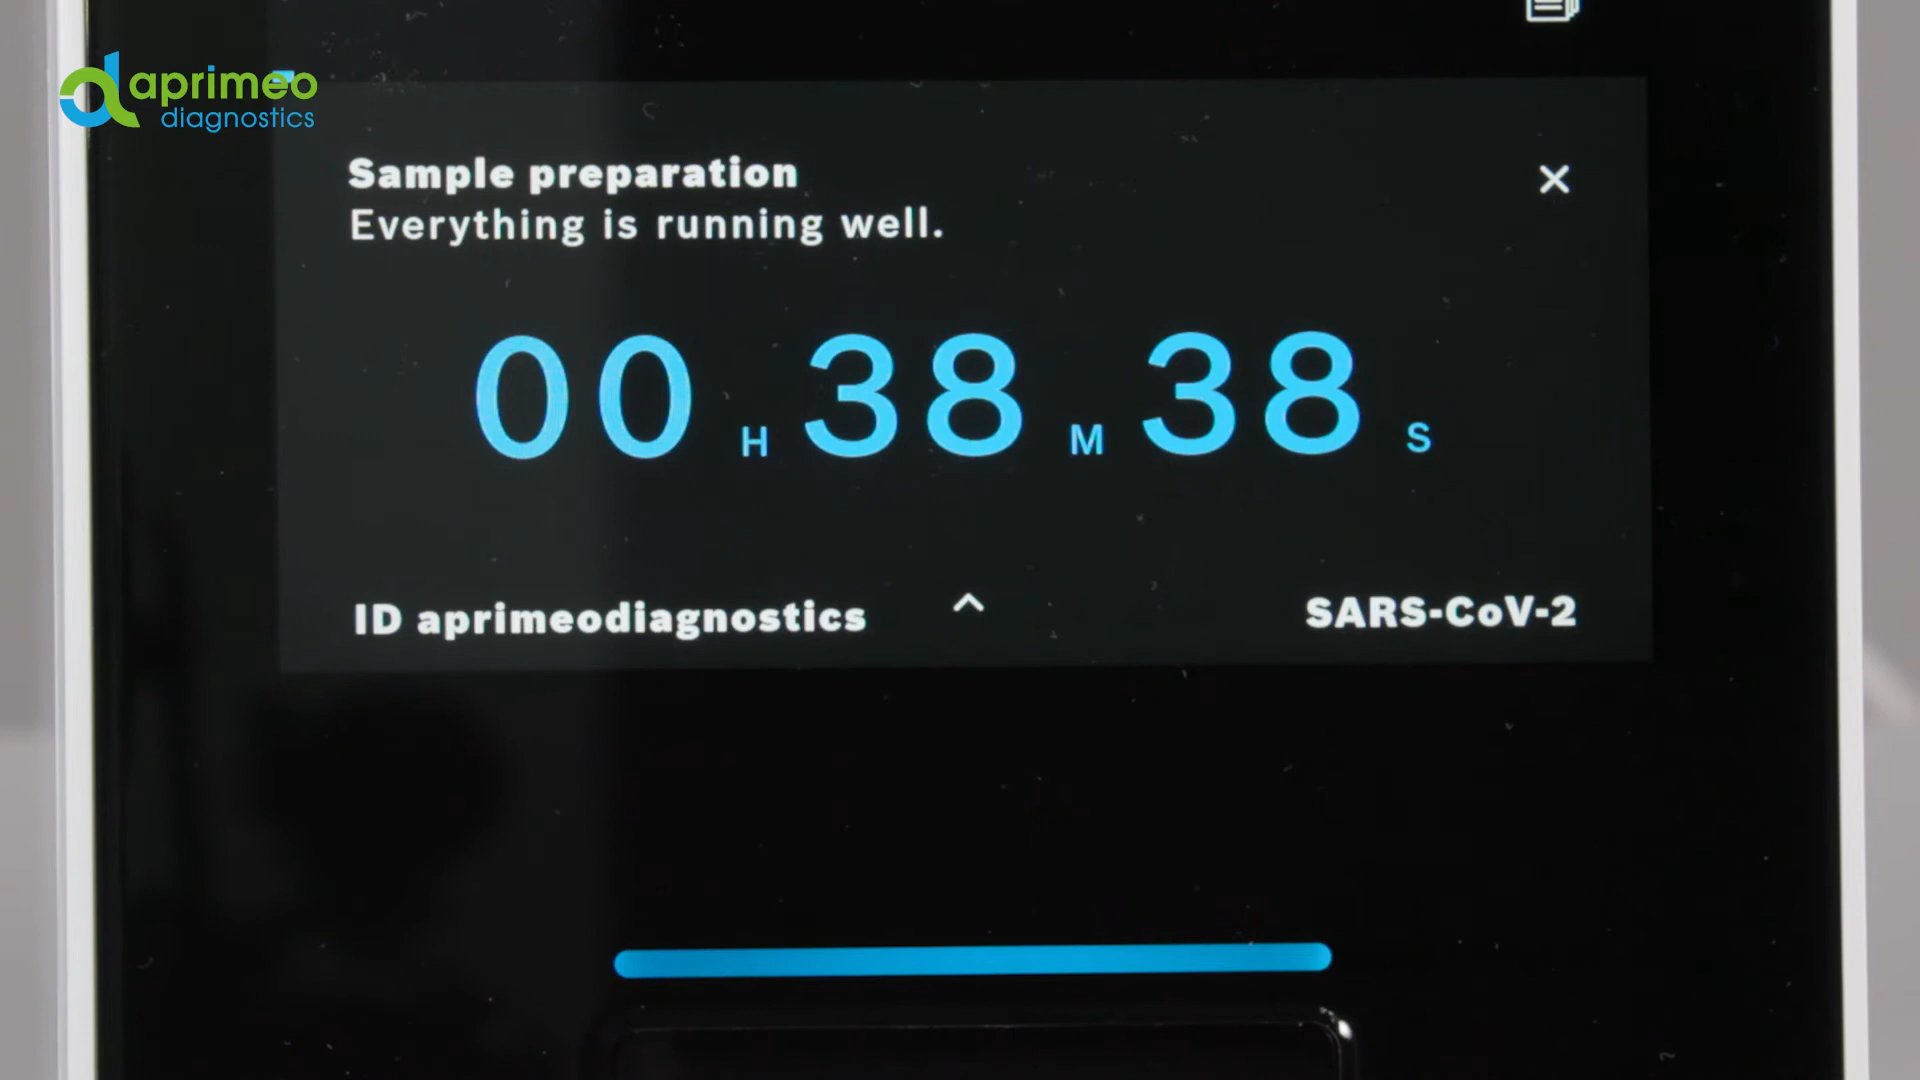 aprimeo
diagnostics
Sample preparation
Everything is running well.
00 H 38 M 38 S
ID aprimeodiagnostics
SARS-CoV-2